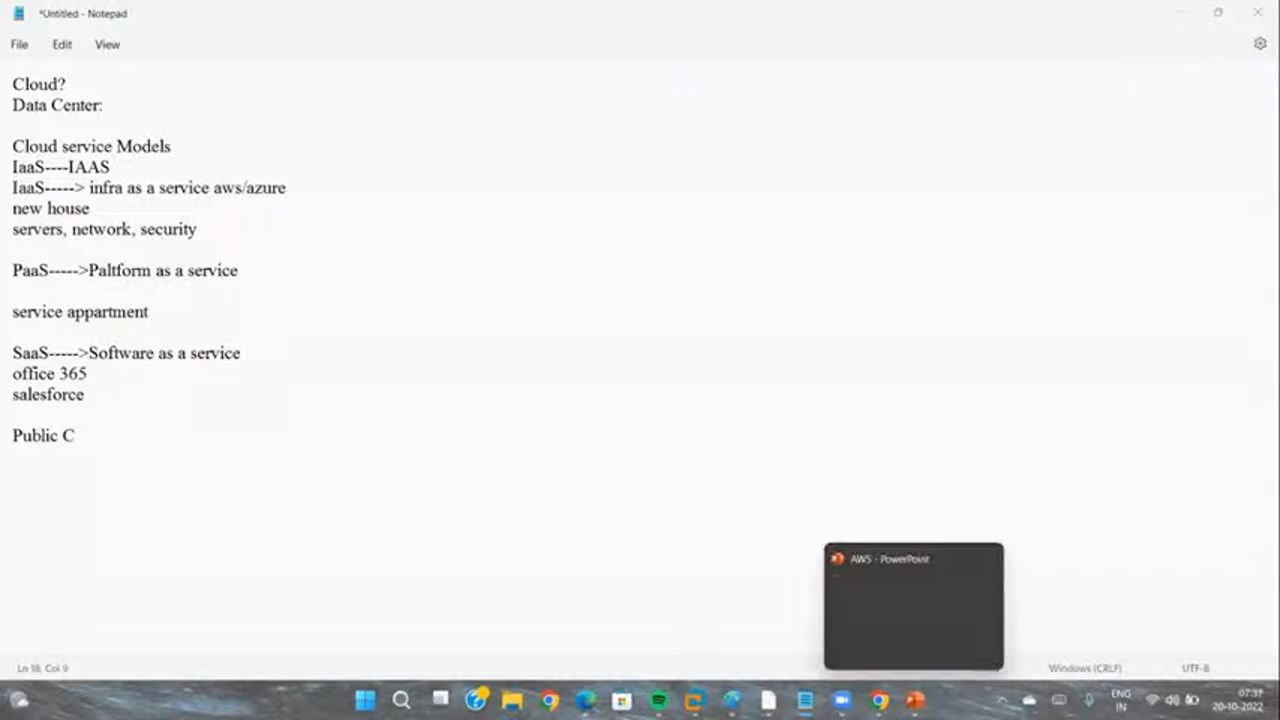 *Untitled - Notepad
File Edit View
Cloud?
Data Center:
Cloud service Models
IaaS----IAAS
IaaS-----> infra as a service aws/azure
new house
servers, network, security
PaaS----->Paltform as a service
service appartment
SaaS----->Software as a service
office 365
salesforce
Public C
AWS - PowerPoint
Ln 18, Col 9
Windows (CRLF)
UTF-8
ENG
IN
07:31
20-10-2022